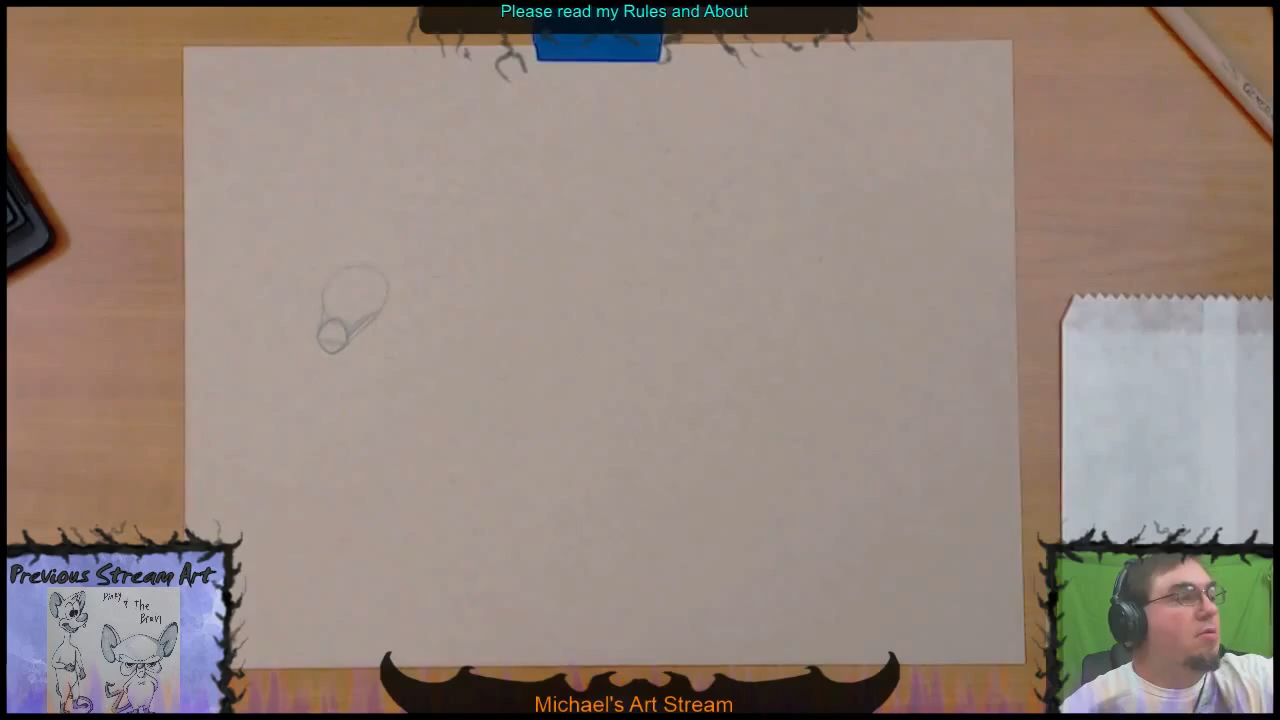 Please read my Rules and About
Previous Stream Art
Pinky & The
Brain
Michael's Art Stream